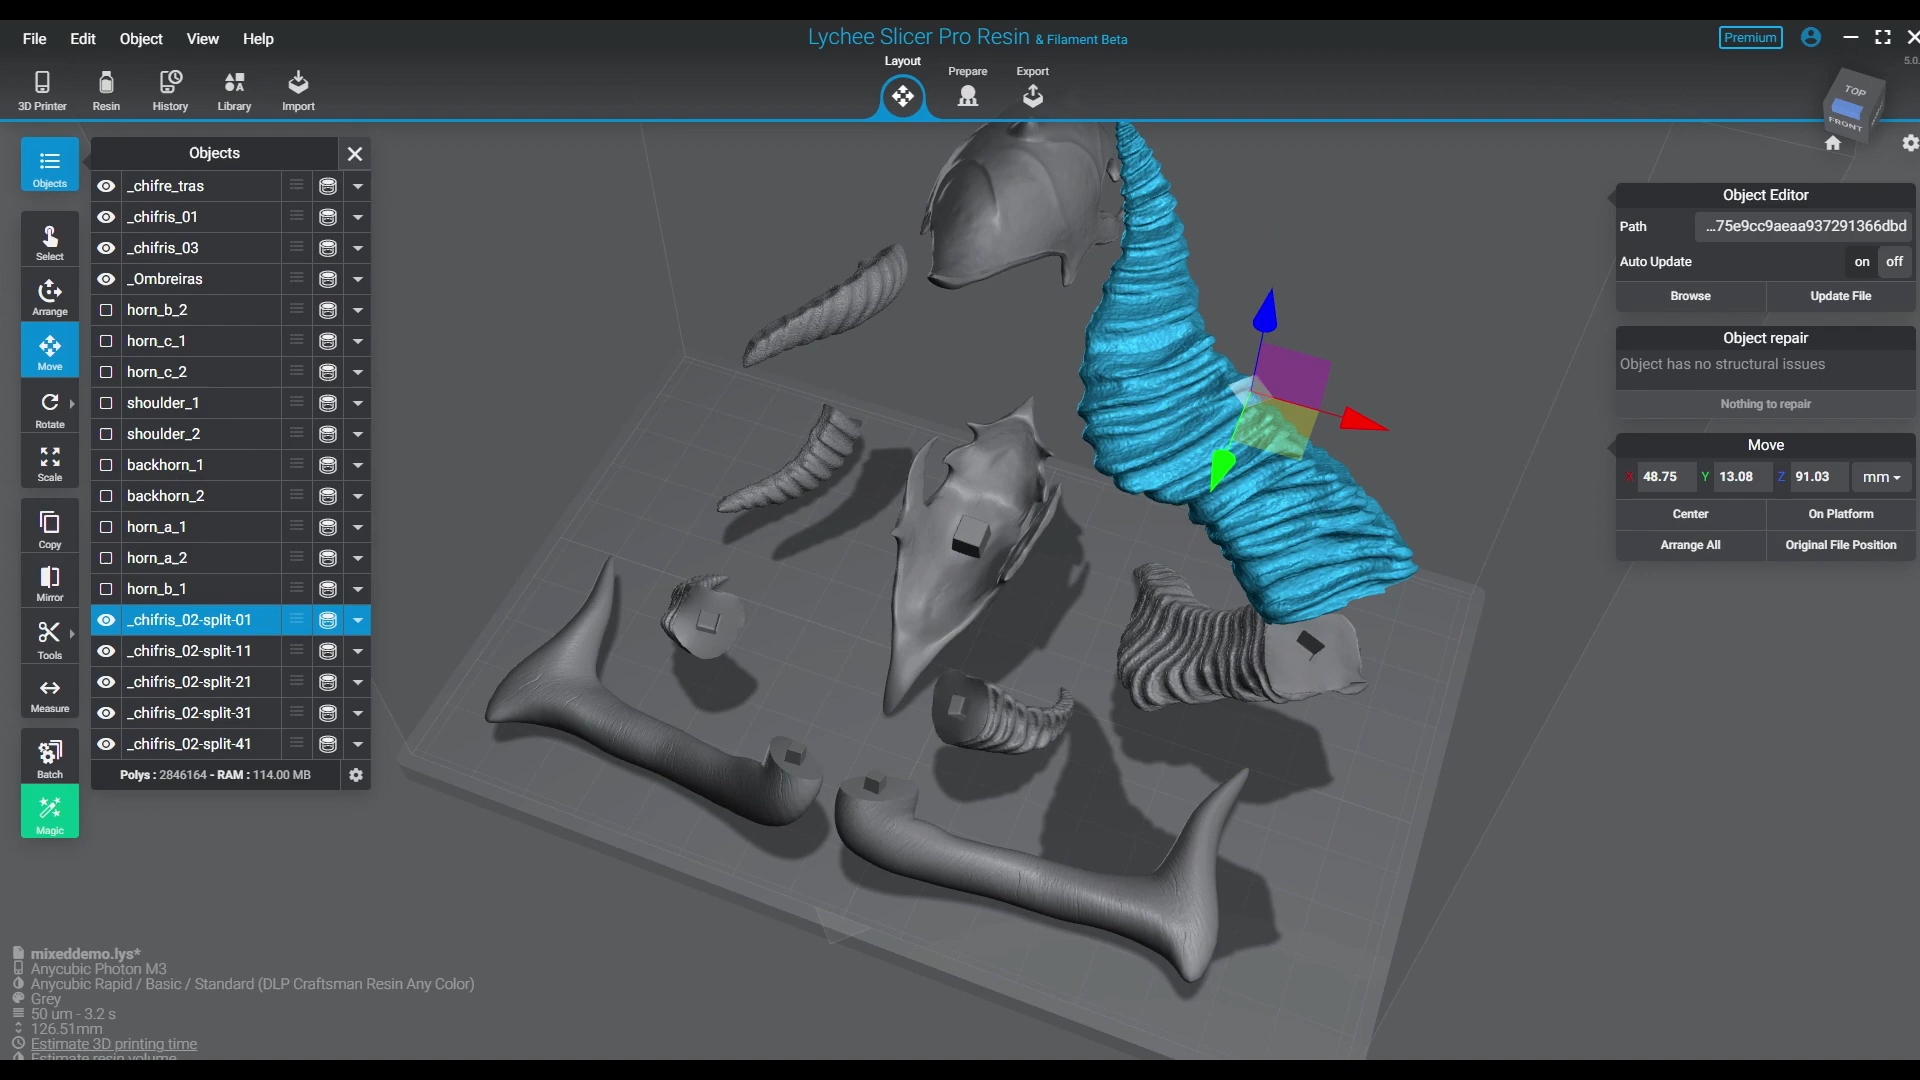 File Edit Object View Help
Lychee Slicer Pro Resin & Filament Beta
Premium
5.0.
3D Printer Resin History Library Import
Layout Prepare Export
TOP
FRONT
Objects
Objects
Select
Arrange
Move
Rotate
Scale
Copy
Mirror
Tools
Measure
Batch
Magic
_chifre_tras
_chifris_01
_chifris_03
_Ombreiras
horn_b_2
horn_c_1
horn_c_2
shoulder_1
shoulder_2
backhorn_1
backhorn_2
horn_a_1
horn_a_2
horn_b_1
_chifris_02-split-01
_chifris_02-split-11
_chifris_02-split-21
_chifris_02-split-31
_chifris_02-split-41
Polys : 2846164 - RAM : 114.00 MB
Object Editor
Path ...75e9cc9aeaa937291366dbd
Auto Update on off
Browse Update File
Object repair
Object has no structural issues
Nothing to repair
Move
X 48.75 Y 13.08 Z 91.03 mm
Center On Platform
Arrange All Original File Position
mixeddemo.lys*
Anycubic Photon M3
Anycubic Rapid / Basic / Standard (DLP Craftsman Resin Any Color)
Grey
50 um - 3.2 s
126.51mm
Estimate 3D printing time
Estimate resin volume